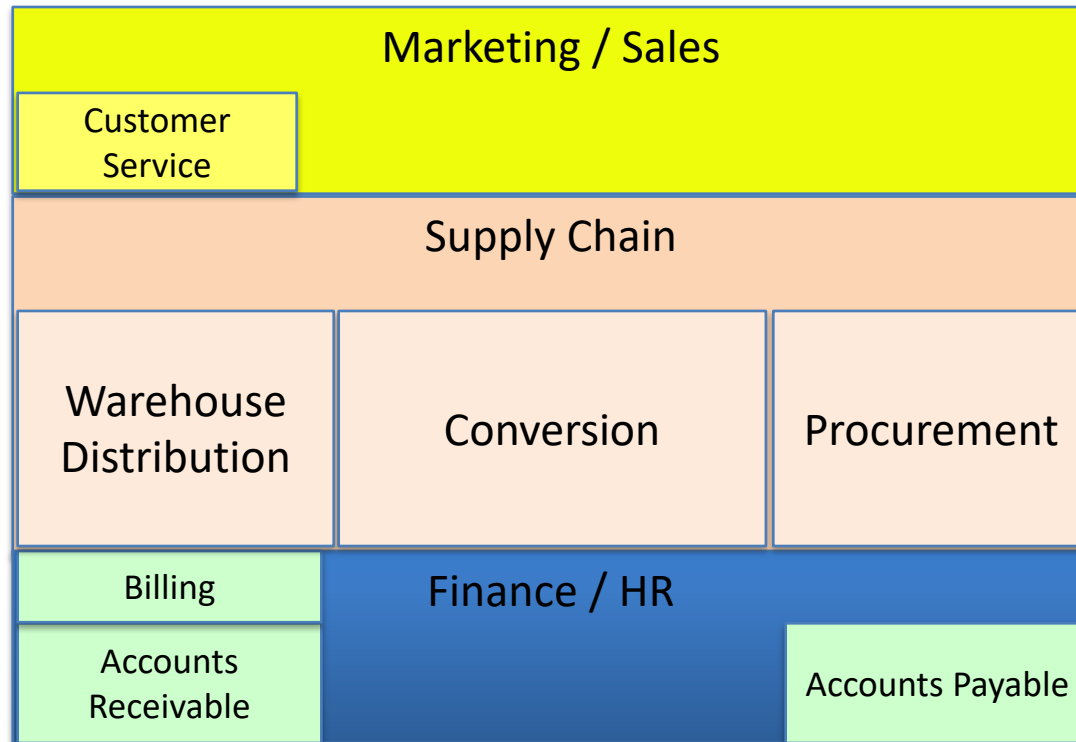 Marketing / Sales
Customer
Service
Supply Chain
Warehouse
Distribution
Conversion
Procurement
Billing
Finance / HR
Accounts
Receivable
Accounts Payable